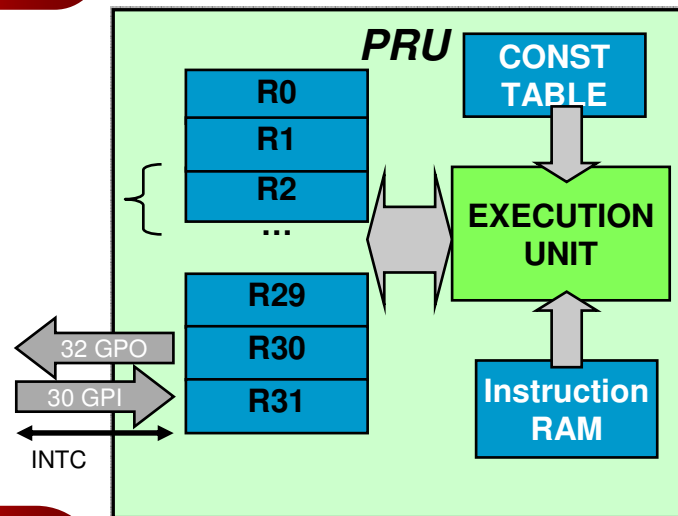 PRU
CONST
TABLE
R0
R1
R2
...
EXECUTION
UNIT
R29
R30
R31
32 GPO
30 GPI
INTC
Instruction
RAM